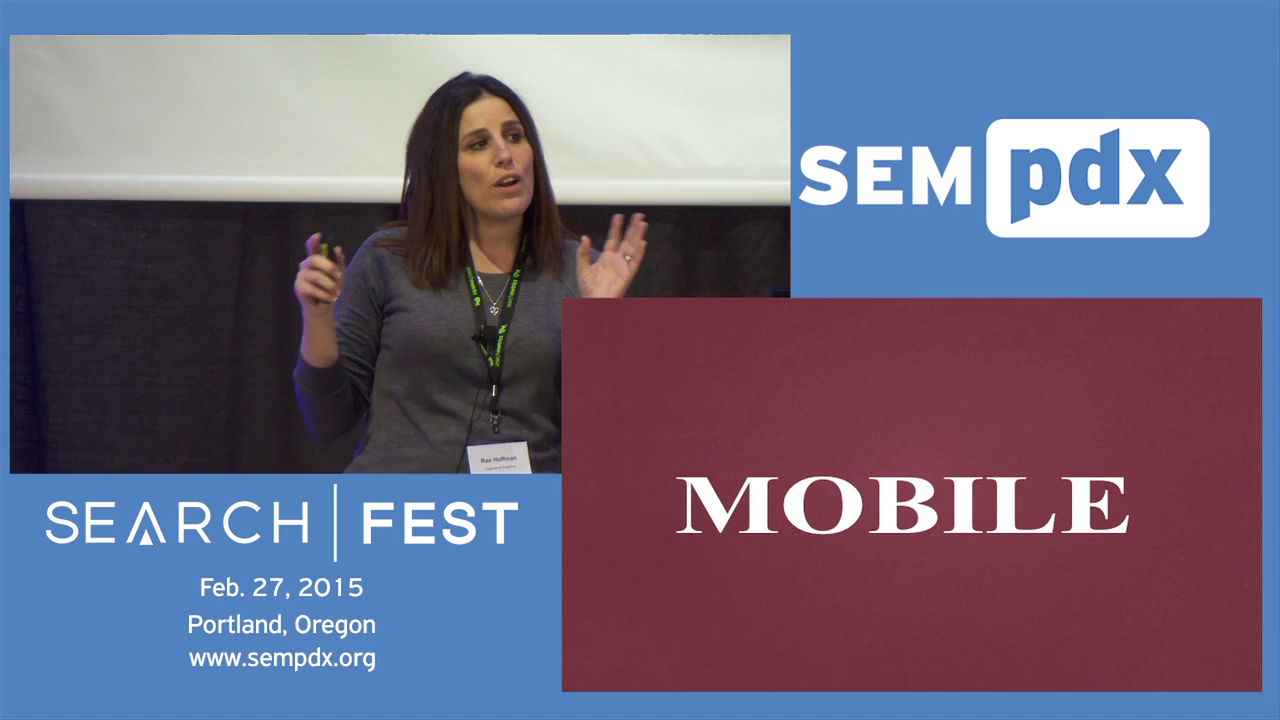 SEM pdx
Rae Hoffman
MOBILE
SEARCH | FEST
Feb. 27, 2015
Portland, Oregon
www.sempdx.org